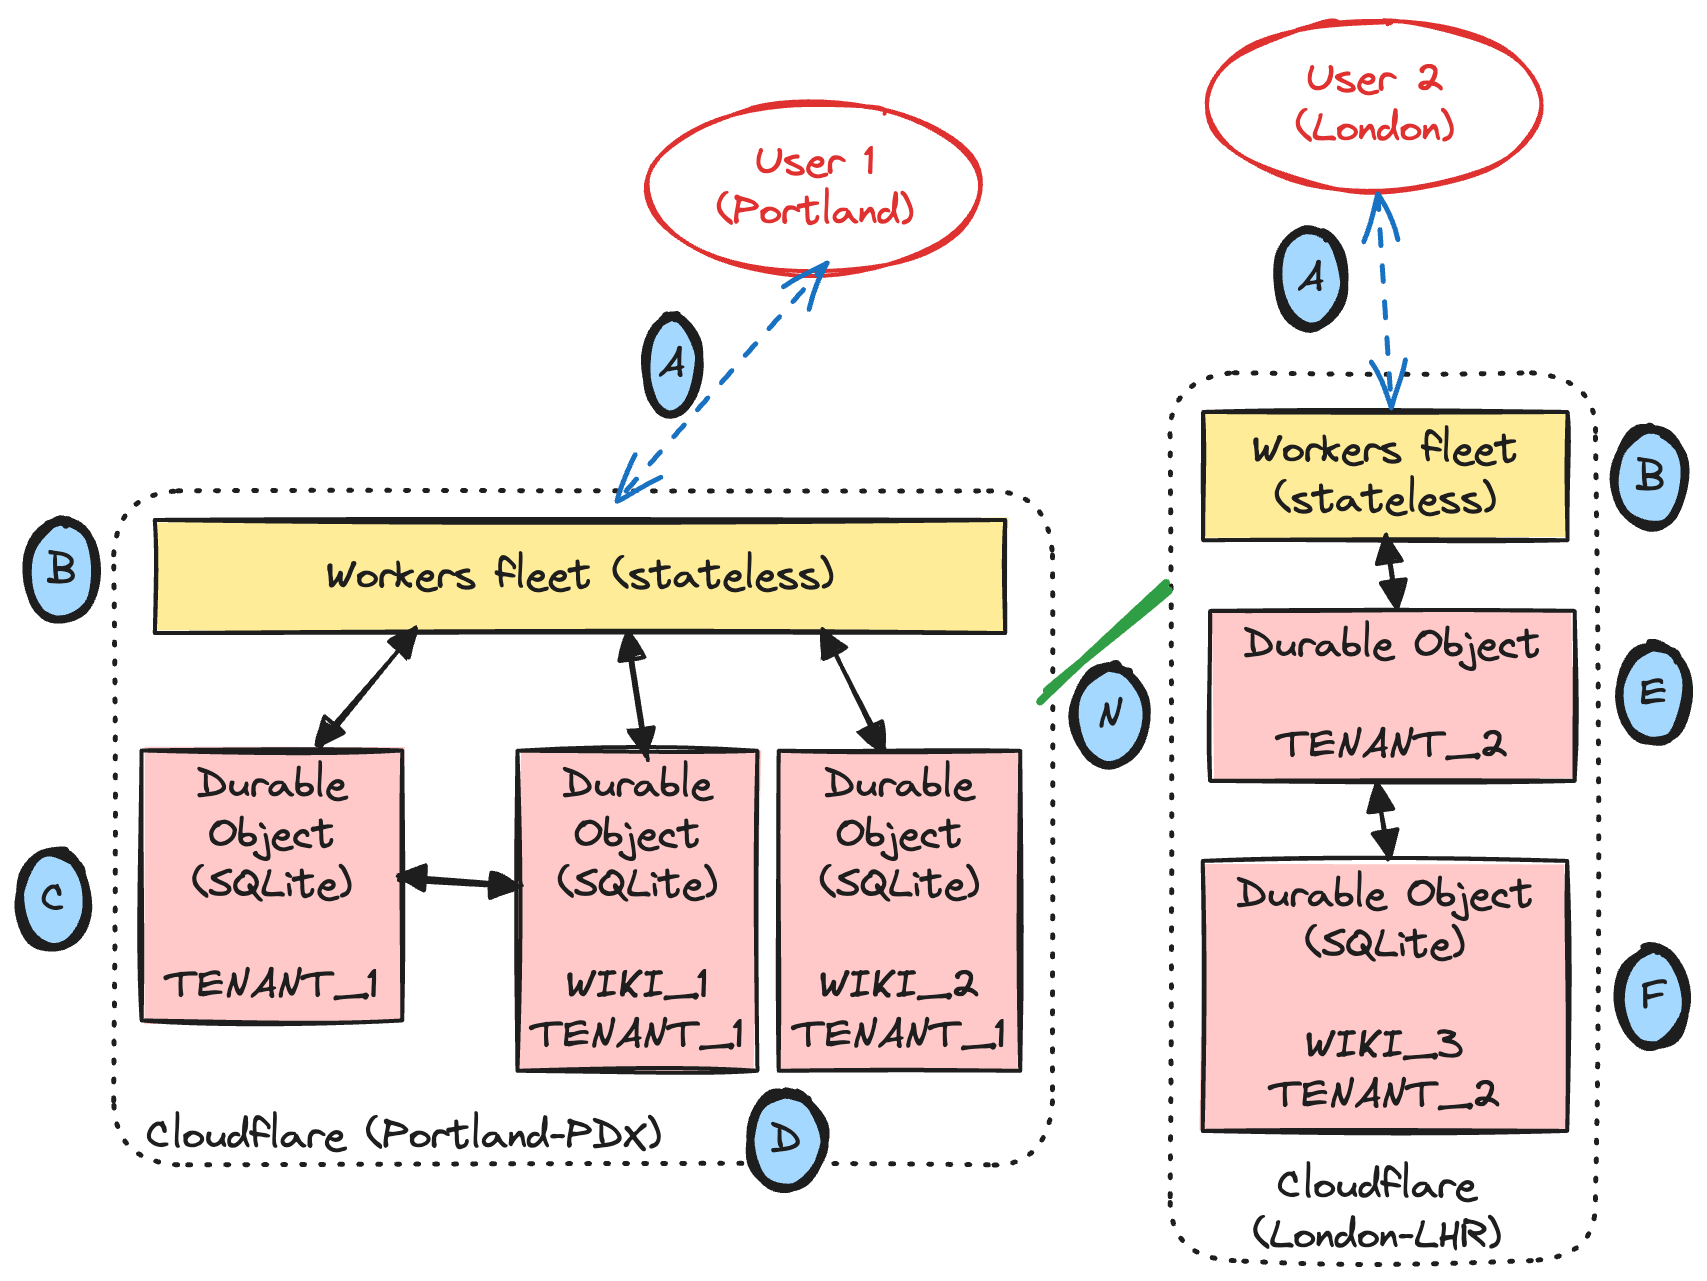 User 1
(Portland)
User 2
(London)
A
A
Workers fleet (stateless)
B
Durable
Object
(SQLite)
TENANT_1
C
Durable
Object
(SQLite)
WIKI_1
TENANT_1
Durable
Object
(SQLite)
WIKI_2
TENANT_1
D
Cloudflare (Portland-PDX)
N
Workers fleet
(stateless)
B
Durable Object
TENANT_2
E
Durable Object
(SQLite)
WIKI_3
TENANT_2
F
Cloudflare
(London-LHR)